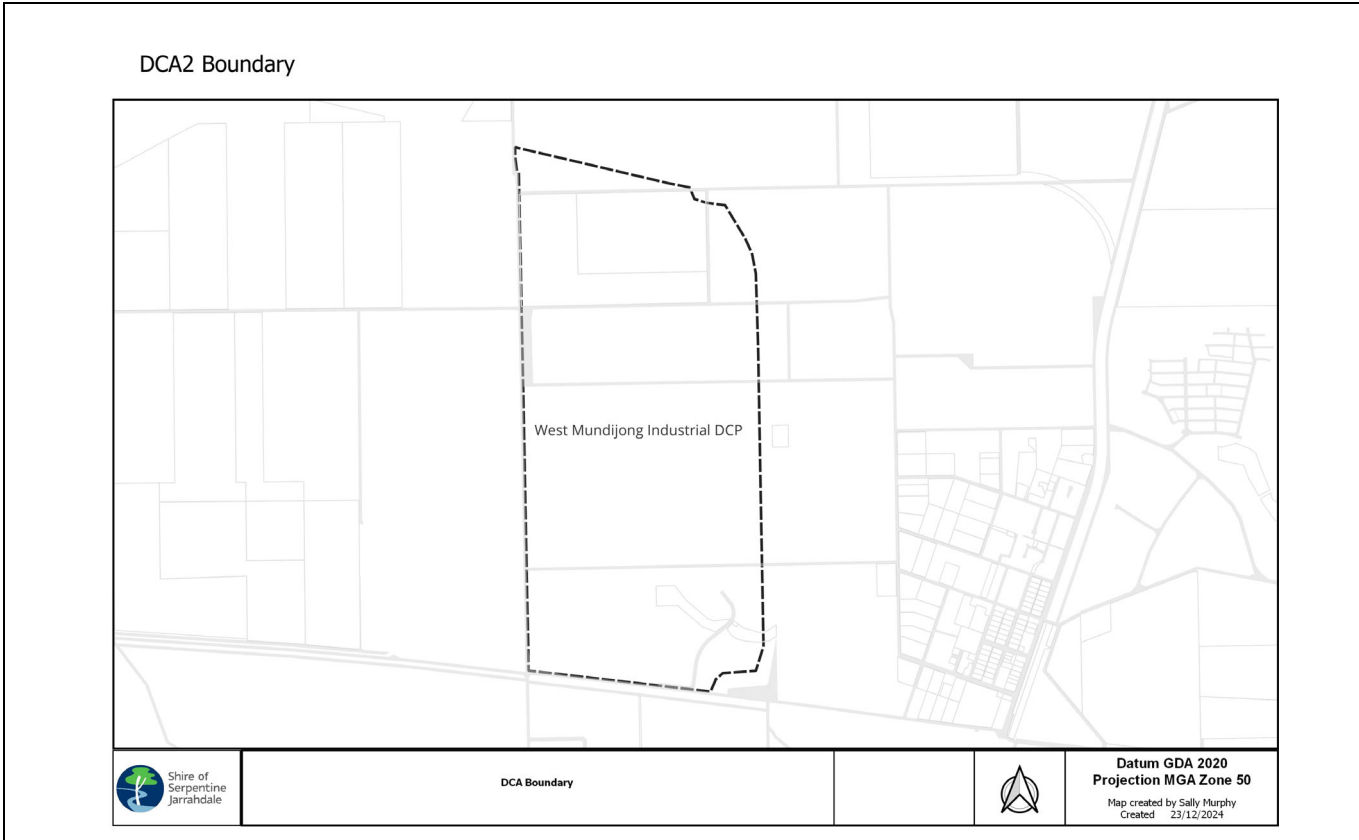 DCA2 Boundary
West Mundijong Industrial DCP
Shire of
Serpentine
Jarrahdale
DCA Boundary
Datum GDA 2020
Projection MGA Zone 50
Map created by Sally Murphy
Created 23/12/2024